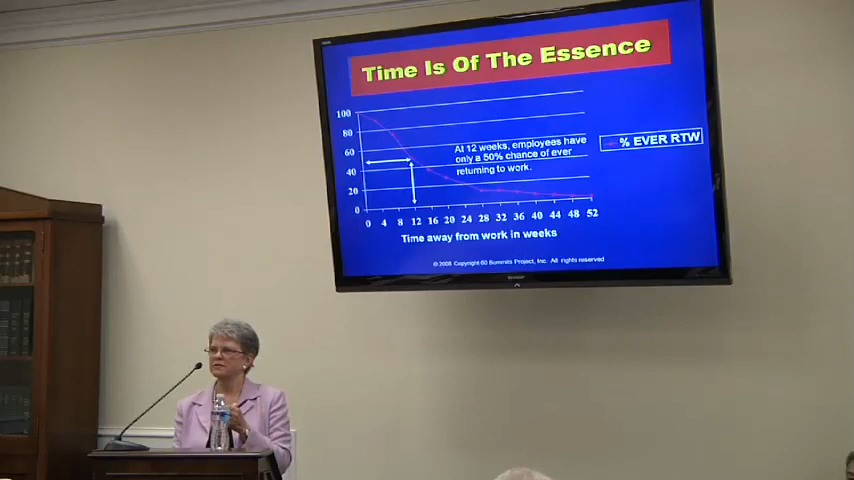 Time Is Of The Essence
100
80
60
40
20
0
At 12 weeks, employees have
only a 50% chance of ever
returning to work.
% EVER RTW
0 4 8 12 16 20 24 28 32 36 40 44 48 52
Time away from work in weeks
© 2008 Copyright 60 Summits Project, Inc. All rights reserved
SHARP